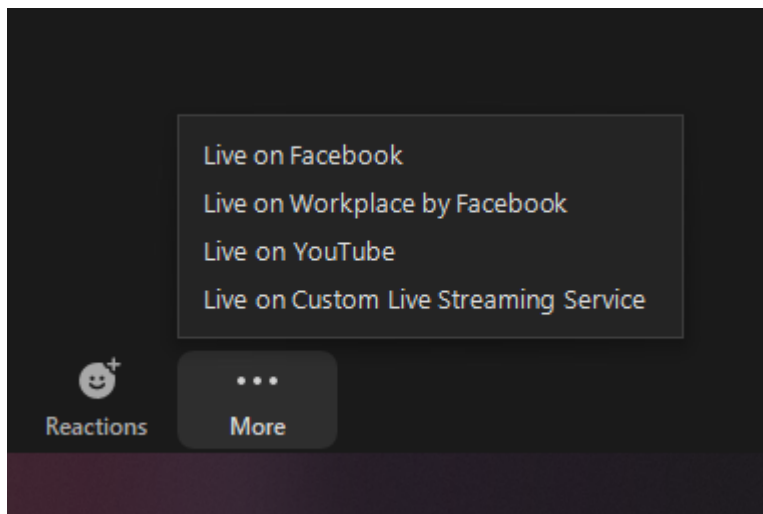 Live on Facebook
Live on Workplace by Facebook
Live on YouTube
Live on Custom Live Streaming Service
Reactions
More